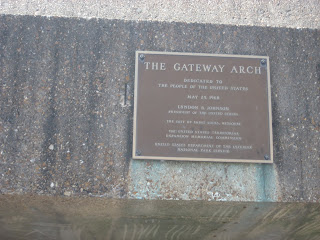 THE GATEWAY ARCH
DEDICATED TO
THE PEOPLE OF THE UNITED STATES
MAY 25, 1968
LYNDON B. JOHNSON
PRESIDENT OF THE UNITED STATES
THE CITY OF SAINT LOUIS, MISSOURI
THE UNITED STATES TERRITORIAL
EXPANSION MEMORIAL COMMISSION
UNITED STATES DEPARTMENT OF THE INTERIOR
NATIONAL PARK SERVICE